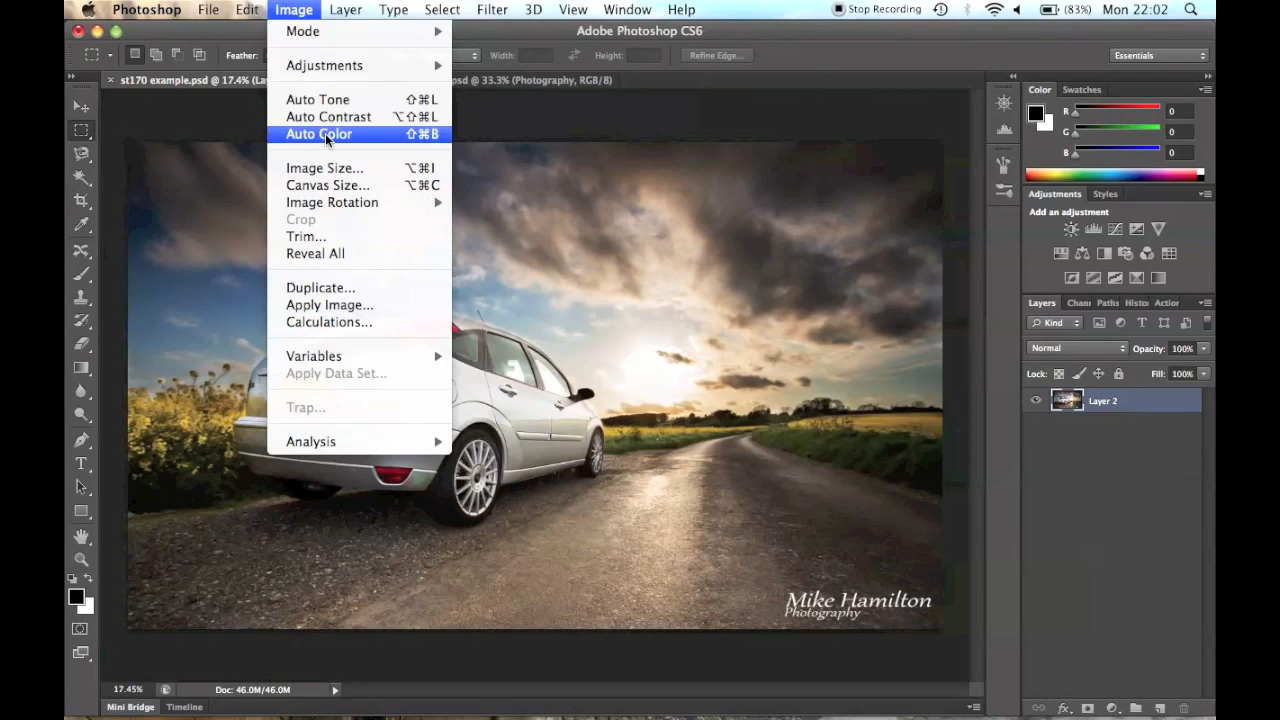 Photoshop File Edit Image Layer Type Select Filter 3D View Window Help Stop Recording (83%) Mon 22:02
Adobe Photoshop CS6
Feather: Width: Height: Refine Edge... Essentials
st170 example.psd @ 17.4% (La psd @ 33.3% (Photography, RGB/8)
Mode
Adjustments
Auto Tone ⇧⌘L
Auto Contrast ⌥⇧⌘L
Auto Color ⇧⌘B
Image Size... ⌥⌘I
Canvas Size... ⌥⌘C
Image Rotation
Crop
Trim...
Reveal All
Duplicate...
Apply Image...
Calculations...
Variables
Apply Data Set...
Trap...
Analysis
Color Swatches
R 0
G 0
B 0
Adjustments Styles
Add an adjustment
Layers Chan Paths Histo Action
Kind
Normal Opacity: 100%
Lock: Fill: 100%
Layer 2
Mike Hamilton
Photography
17.45% Doc: 46.0M/46.0M
Mini Bridge Timeline